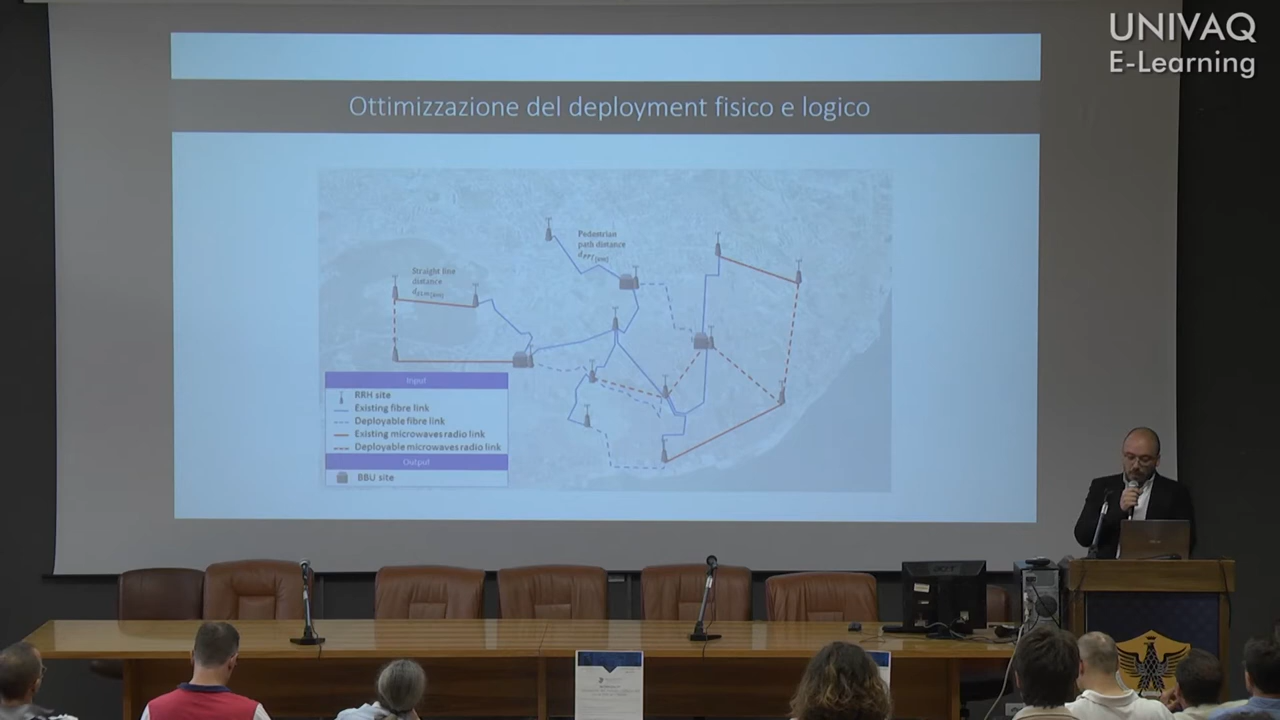 UNIVAQ
E-Learning
Ottimizzazione del deployment fisico e logico
Pedestrian
path distance
Straight line
distance
Input
RRH site
Existing fibre link
Deployable fibre link
Existing microwaves radio link
Deployable microwaves radio link
Output
BBU site
acer